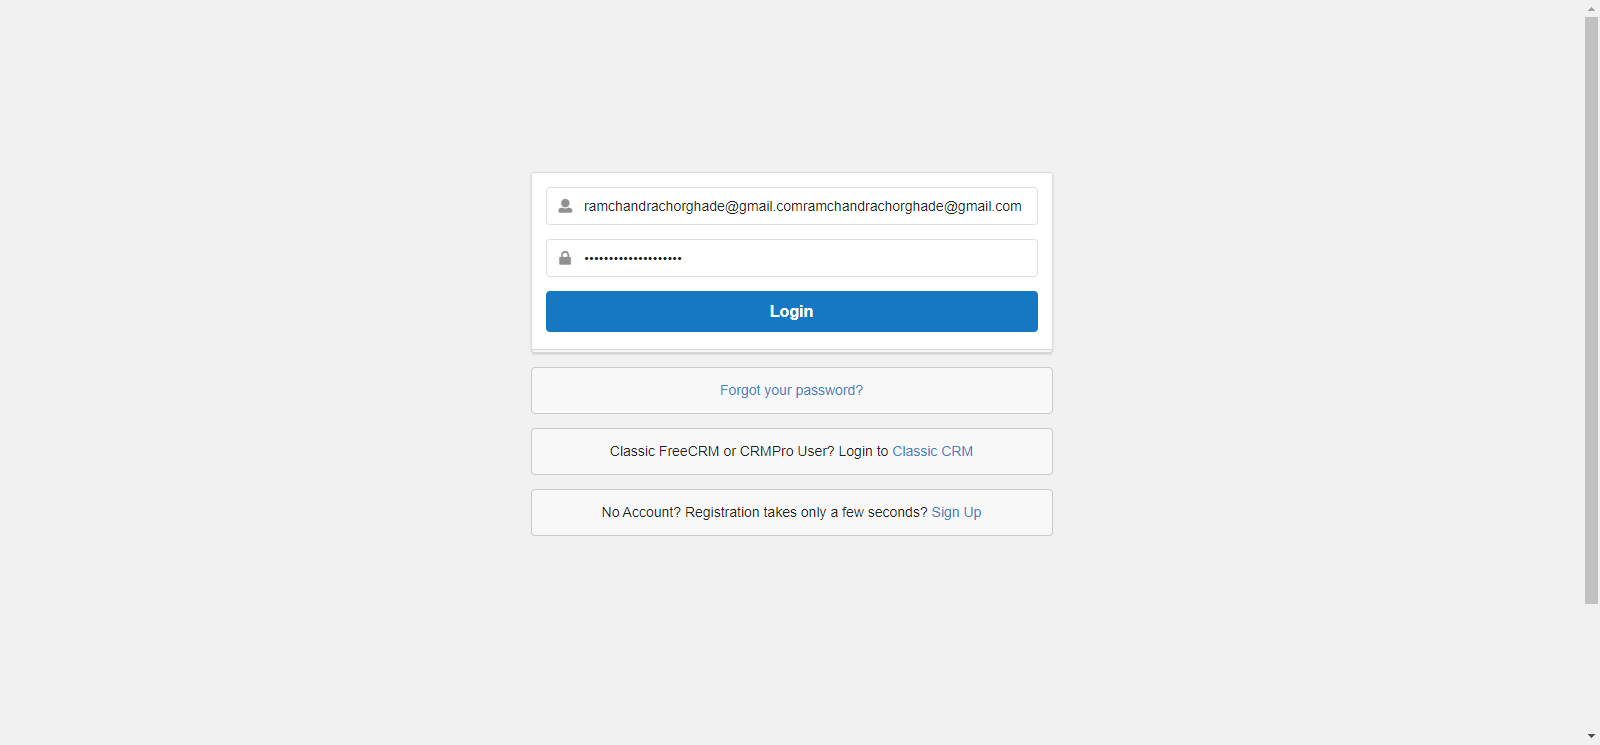 ramchandrachorghade@gmail.comramchandrachorghade@gmail.com
••••••••••••••••••••
Login
Forgot your password?
Classic FreeCRM or CRMPro User? Login to Classic CRM
No Account? Registration takes only a few seconds? Sign Up